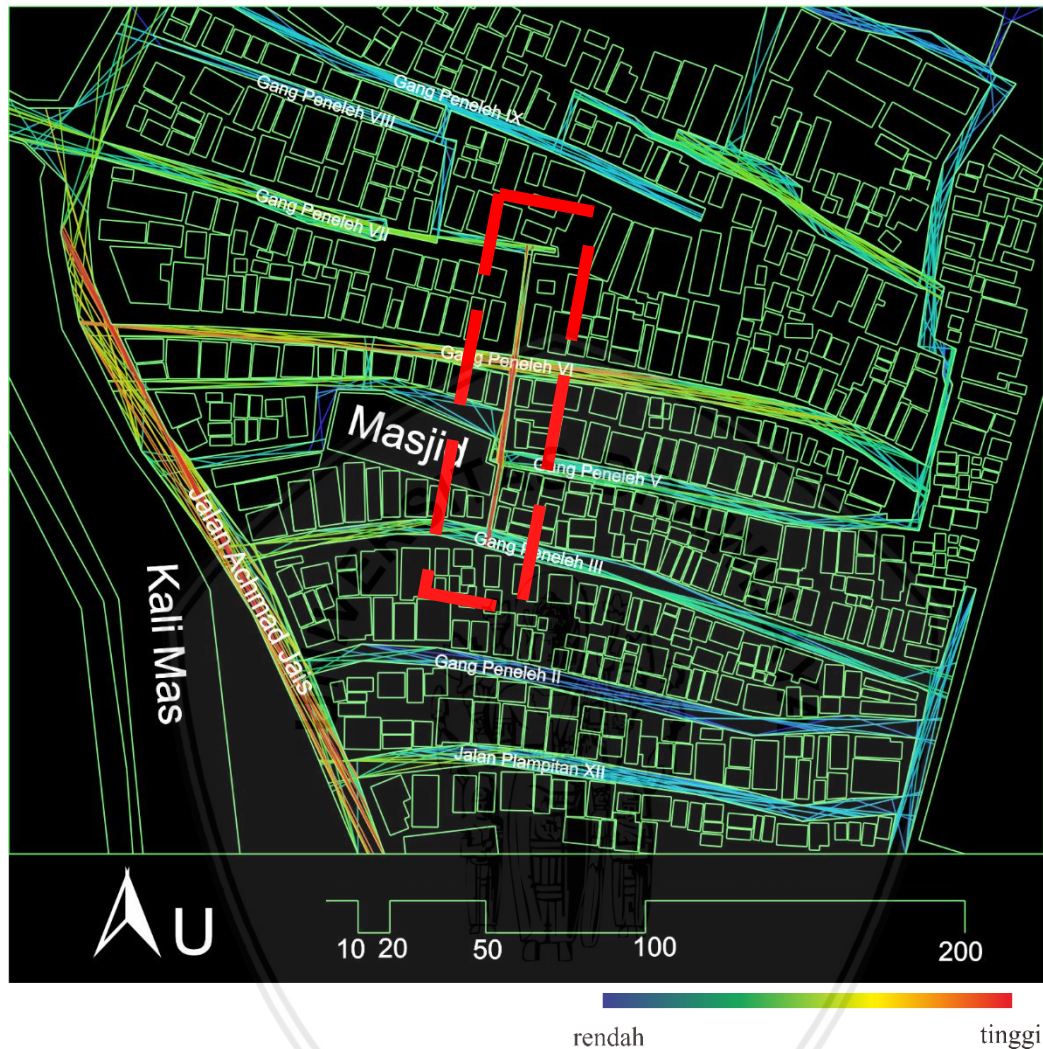 Gang Peneleh IX
Gang Peneleh VIII
Gang Peneleh VII
Gang Peneleh VI
Masjid
Gang Peneleh V
Jalan Achmad Jais
Gang Peneleh III
Kali Mas
Gang Peneleh II
Jalan Plampitan XII
U
10 20 50 100 200
rendah tinggi